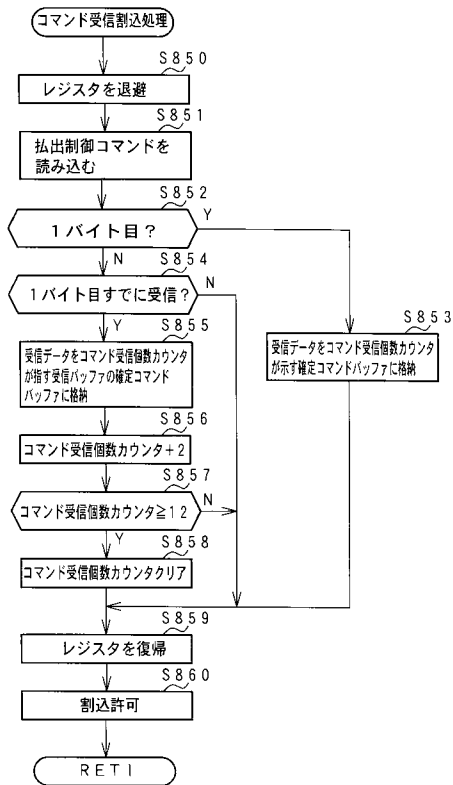 コマンド受信割込処理
S850
レジスタを退避
S851
払出制御コマンドを
読み込む
S852
1バイト目?
Y
N
S854
1バイト目すでに受信?
N
Y
S853
受信データをコマンド受信個数カウンタ
が示す確定コマンドバッファに格納
S855
受信データをコマンド受信個数カウンタ
が指す受信バッファの確定コマンド
バッファに格納
S856
コマンド受信個数カウンタ+2
S857
コマンド受信個数カウンタ≧12
N
Y
S858
コマンド受信個数カウンタクリア
S859
レジスタを復帰
S860
割込許可
RETI